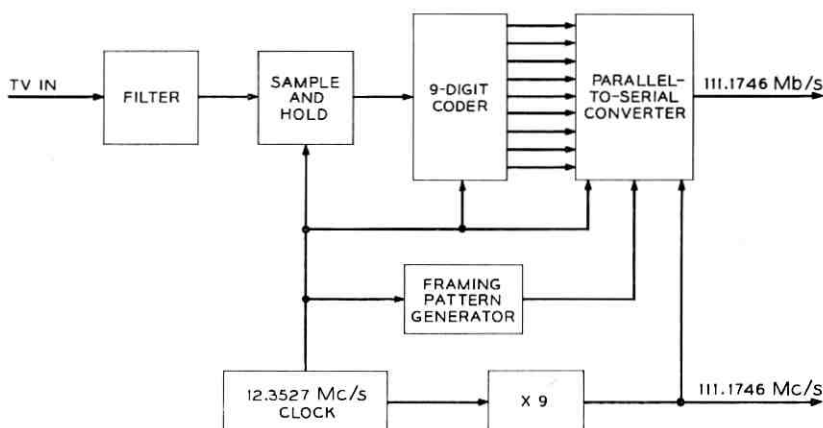 TV IN
FILTER
SAMPLE
AND
HOLD
9-DIGIT
CODER
PARALLEL-
TO-SERIAL
CONVERTER
111.1746 Mb/s
FRAMING
PATTERN
GENERATOR
12.3527 Mc/s
CLOCK
X 9
111.1746 Mc/s